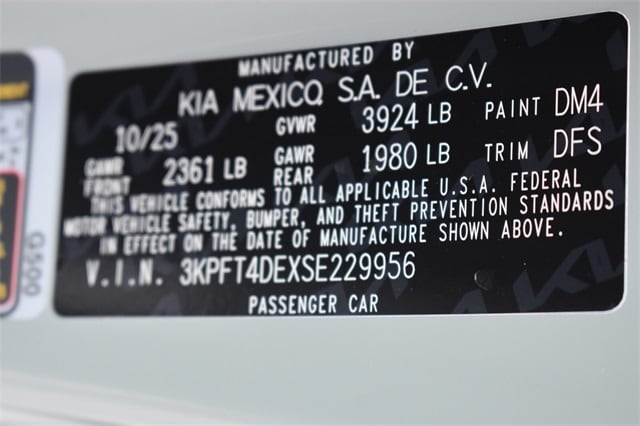 MANUFACTURED BY
KIA MEXICO, S.A. DE C.V.
10/25 GVWR 3924 LB PAINT DM4
GAWR FRONT 2361 LB GAWR REAR 1980 LB TRIM DFS
THIS VEHICLE CONFORMS TO ALL APPLICABLE U.S.A. FEDERAL
MOTOR VEHICLE SAFETY, BUMPER, AND THEFT PREVENTION STANDARDS
IN EFFECT ON THE DATE OF MANUFACTURE SHOWN ABOVE.
V.I.N. 3KPFT4DEXSE229956
PASSENGER CAR
G500